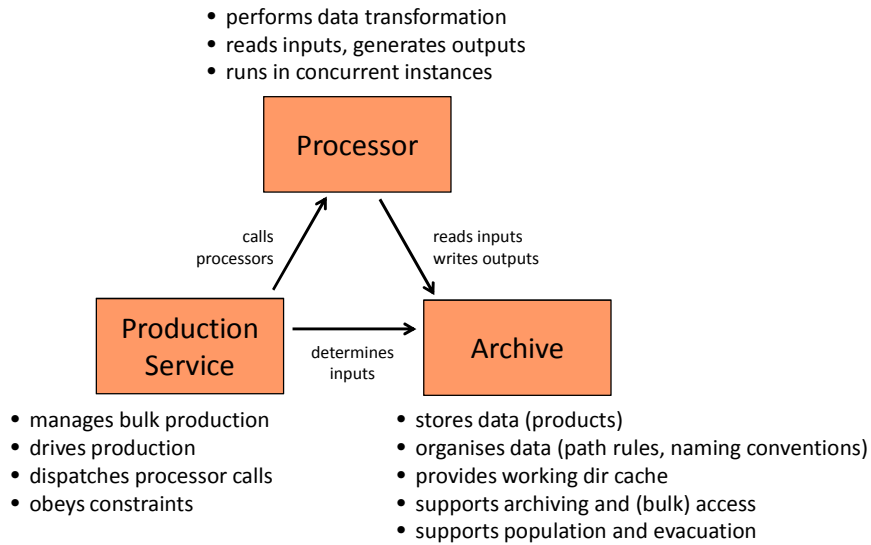 • performs data transformation
• reads inputs, generates outputs
• runs in concurrent instances
Processor
calls
processors
reads inputs
writes outputs
Production
Service
determines
inputs
Archive
• manages bulk production
• drives production
• dispatches processor calls
• obeys constraints
• stores data (products)
• organises data (path rules, naming conventions)
• provides working dir cache
• supports archiving and (bulk) access
• supports population and evacuation